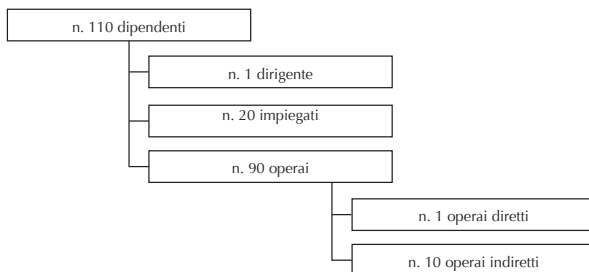 n. 110 dipendenti
n. 1 dirigente
n. 20 impiegati
n. 90 operai
n. 1 operai diretti
n. 10 operai indiretti